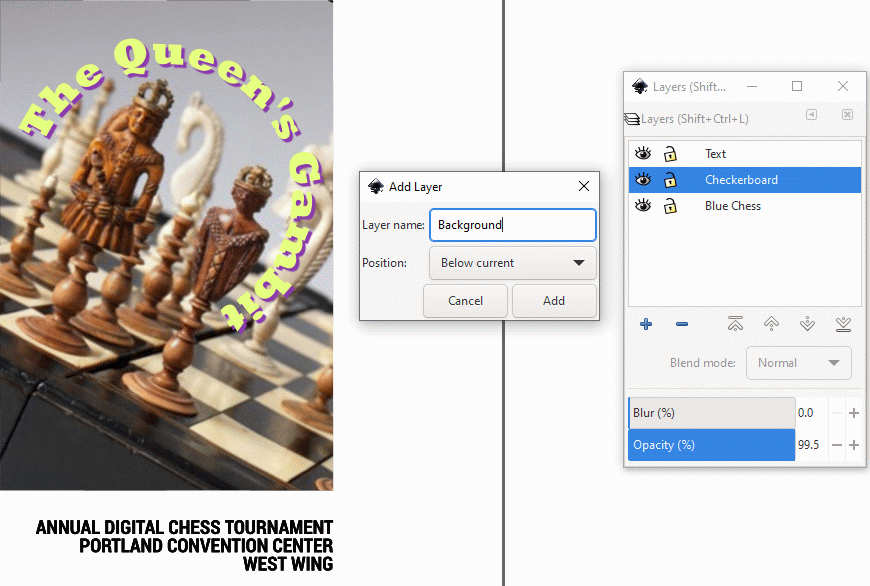 The Queen's Gambit
ANNUAL DIGITAL CHESS TOURNAMENT
PORTLAND CONVENTION CENTER
WEST WING
Add Layer
Layer name: Background
Position: Below current
Cancel Add
Layers (Shift...
Layers (Shift+Ctrl+L)
Text
Checkerboard
Blue Chess
Blend mode: Normal
Blur (%) 0.0
Opacity (%) 99.5